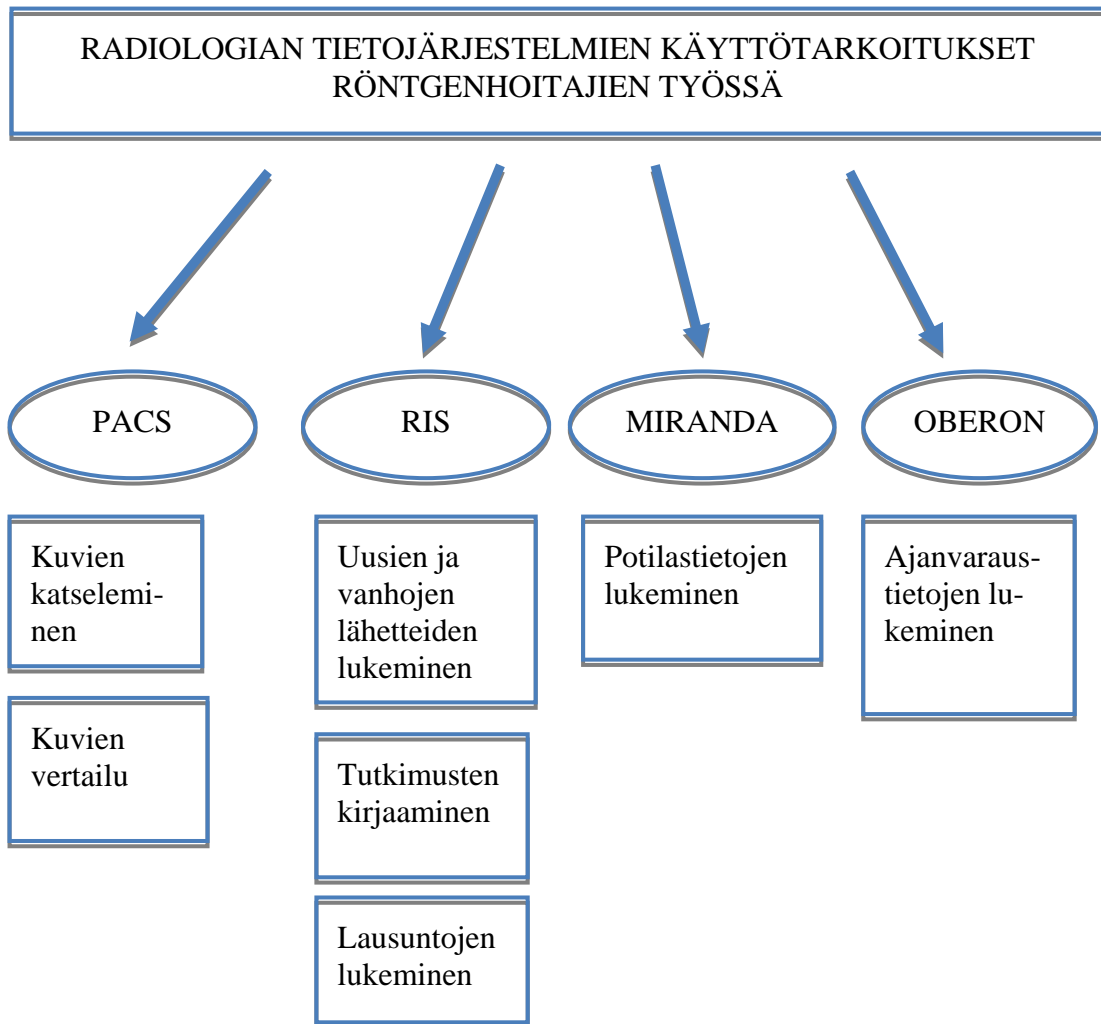 RADIOLOGIAN TIETOJÄRJESTELMIEN KÄYTTÖTARKOITUKSET
RÖNTGENHOITAJIEN TYÖSSÄ
PACS
RIS
MIRANDA
OBERON
Kuvien
katselemi-
nen
Kuvien
vertailu
Uusien ja
vanhojen
lähetteiden
lukeminen
Tutkimusten
kirjaaminen
Lausuntojen
lukeminen
Potilastietojen
lukeminen
Ajanvaraus-
tietojen lu-
keminen